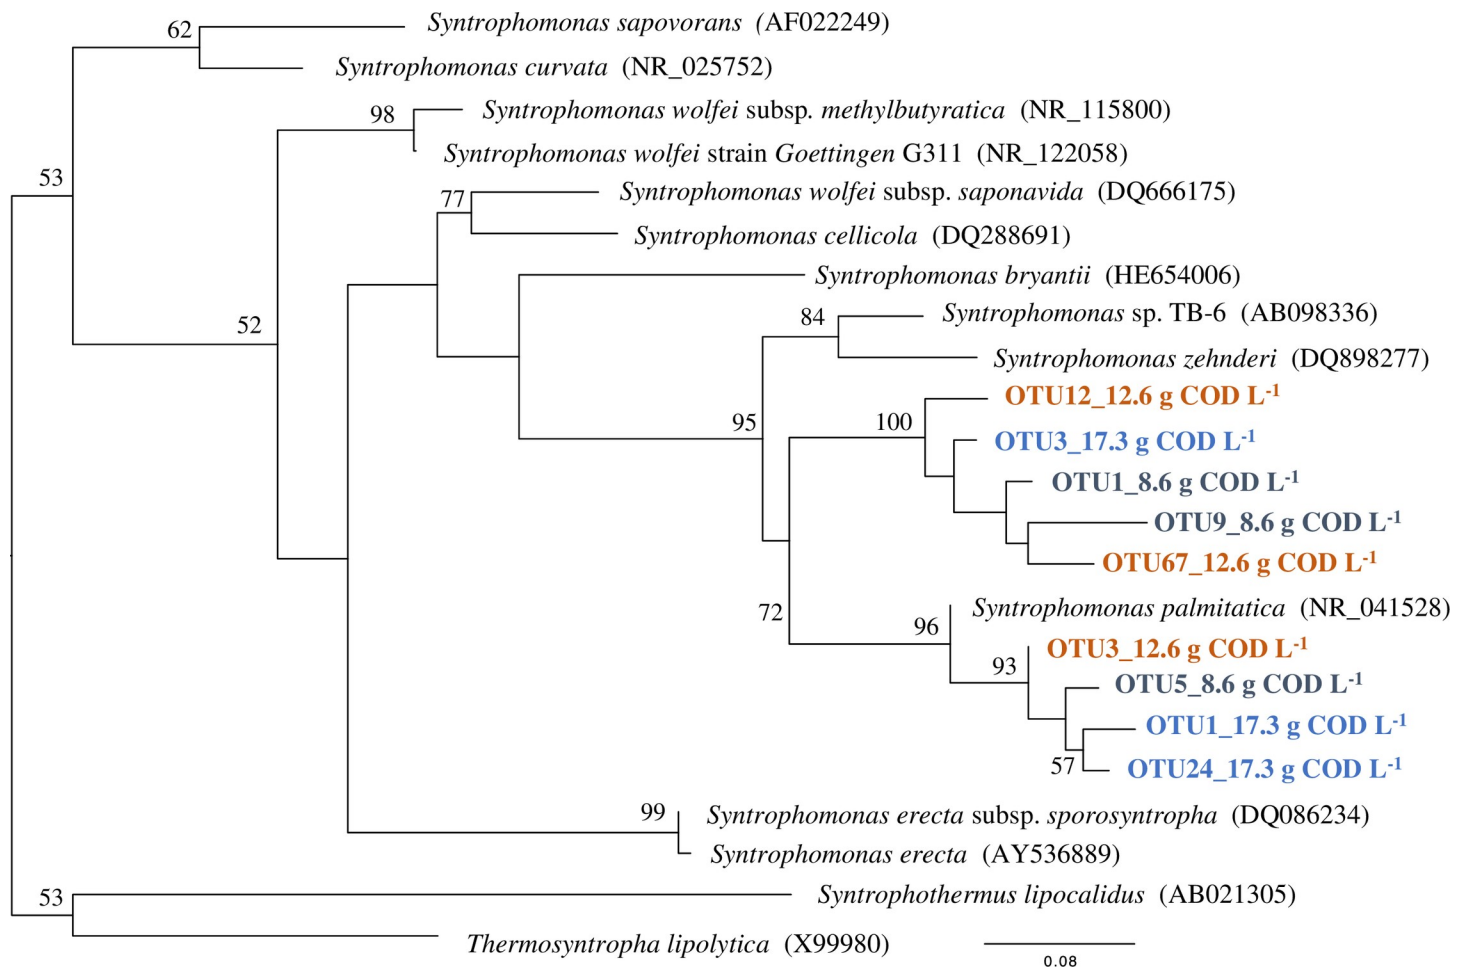 62
Syntrophomonas sapovorans (AF022249)
Syntrophomonas curvata (NR_025752)
98
Syntrophomonas wolfei subsp. methylbutyratica (NR_115800)
Syntrophomonas wolfei strain Goettingen G311 (NR_122058)
53
77
Syntrophomonas wolfei subsp. saponavida (DQ666175)
Syntrophomonas cellicola (DQ288691)
Syntrophomonas bryantii (HE654006)
52
84
Syntrophomonas sp. TB-6 (AB098336)
Syntrophomonas zehnderi (DQ898277)
OTU12_12.6 g COD L-1
95
100
OTU3_17.3 g COD L-1
OTU1_8.6 g COD L-1
OTU9_8.6 g COD L-1
OTU67_12.6 g COD L-1
72
96
Syntrophomonas palmitatica (NR_041528)
OTU3_12.6 g COD L-1
93
OTU5_8.6 g COD L-1
OTU1_17.3 g COD L-1
57
OTU24_17.3 g COD L-1
99
Syntrophomonas erecta subsp. sporosyntropha (DQ086234)
Syntrophomonas erecta (AY536889)
53
Syntrophothermus lipocalidus (AB021305)
Thermosyntropha lipolytica (X99980)
0.08